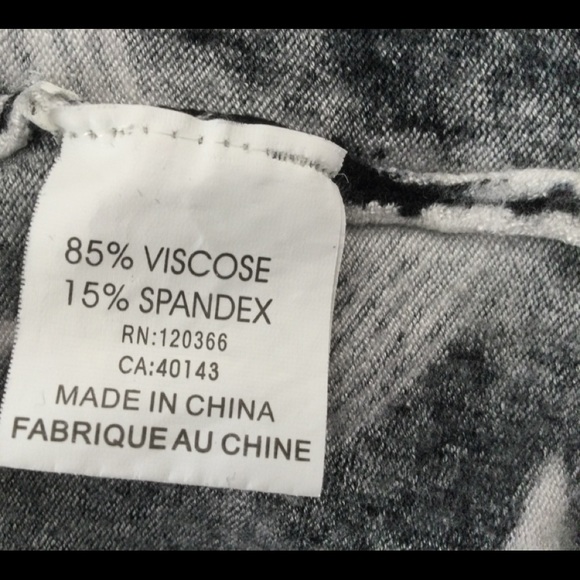 85% VISCOSE
15% SPANDEX
RN:120366
CA:40143
MADE IN CHINA
FABRIQUE AU CHINE